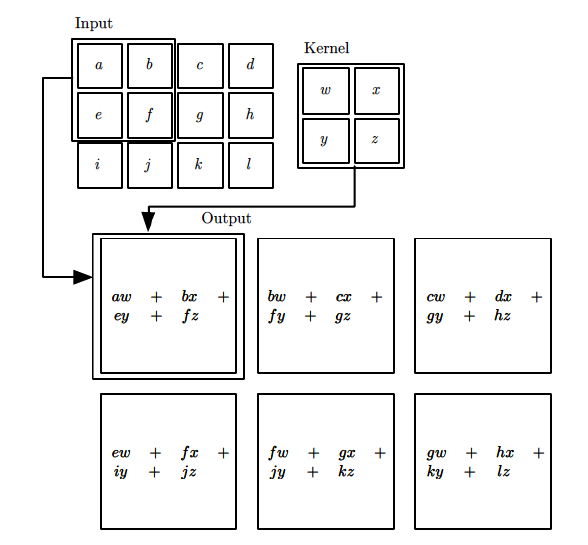 Input
a b c d
Kernel
w x
e f g h
y z
i j k l
Output
aw + bx +
ey + fz
bw + cx +
fy + gz
cw + dx +
gy + hz
ew + fx +
iy + jz
fw + gx +
jy + kz
gw + hx +
ky + lz